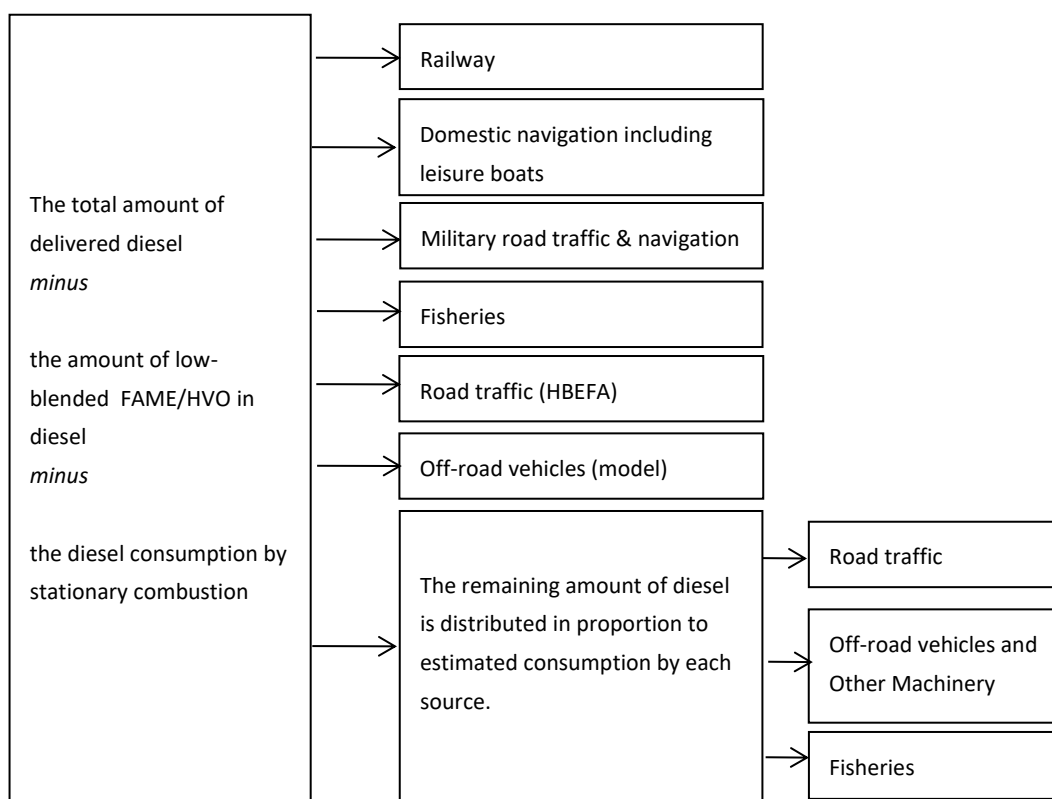 The total amount of
delivered diesel
minus
the amount of low-
blended FAME/HVO in
diesel
minus
the diesel consumption by
stationary combustion
Railway
Domestic navigation including
leisure boats
Military road traffic & navigation
Fisheries
Road traffic (HBEFA)
Off-road vehicles (model)
The remaining amount of diesel
is distributed in proportion to
estimated consumption by each
source.
Road traffic
Off-road vehicles and
Other Machinery
Fisheries